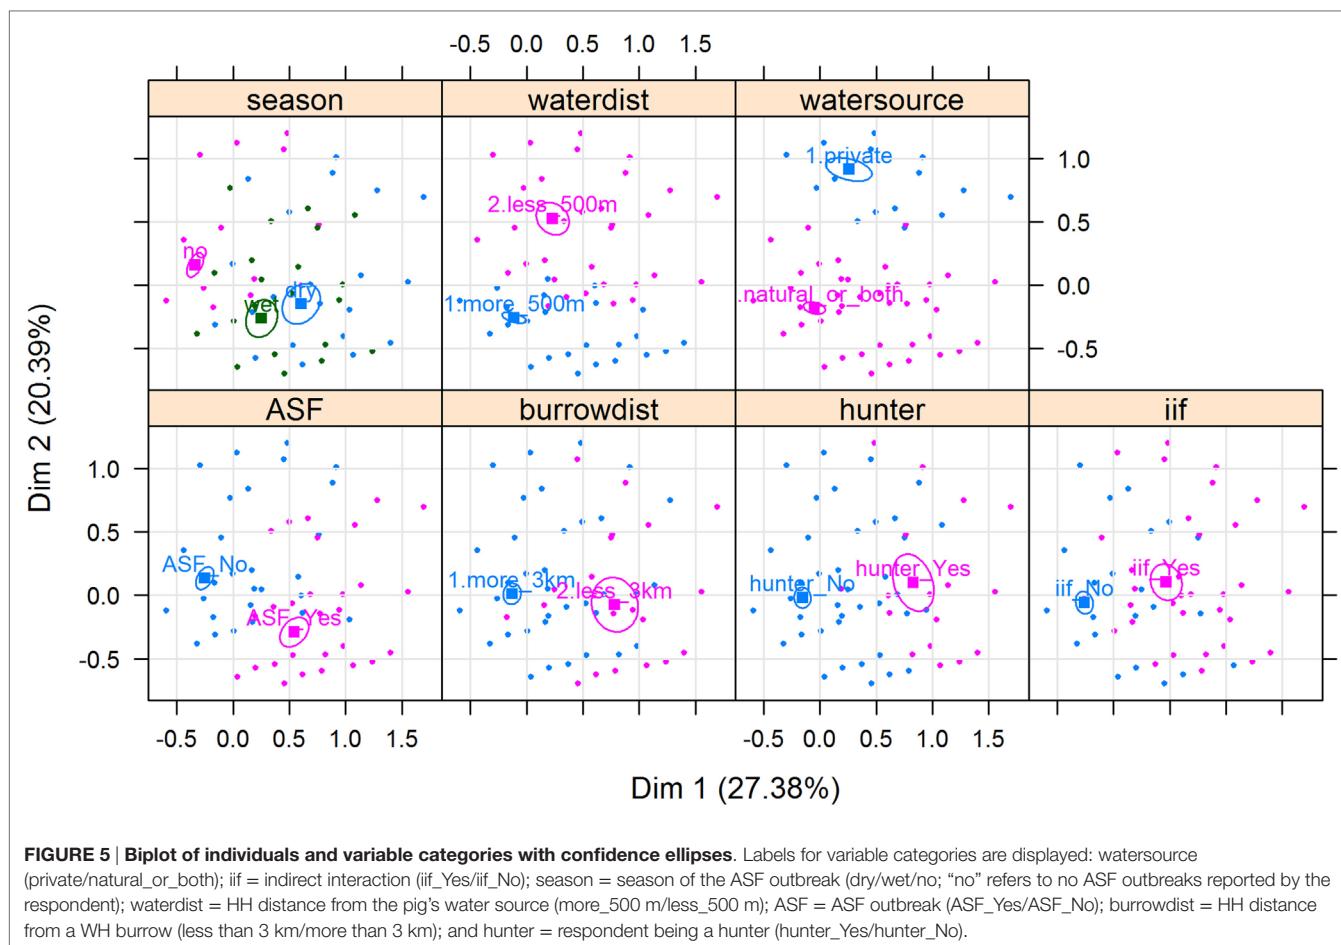 -0.5 0.0 0.5 1.0 1.5
season waterdist watersource
1.private
1.0
2.less_500m
0.5
no
0.0
dry
wet
1.more_500m
.natural_or_both
-0.5
ASF burrowdist hunter iif
1.0
0.5
ASF_No
1.more_3km
2.less_3km
hunter_No
hunter_Yes
iif_No
iif_Yes
0.0
ASF_Yes
-0.5
-0.5 0.0 0.5 1.0 -0.5 0.0 0.5 1.0 1.5
Dim 2 (20.39%)
Dim 1 (27.38%)
FIGURE 5 | Biplot of individuals and variable categories with confidence ellipses. Labels for variable categories are displayed: watersource
(private/natural_or_both); iif = indirect interaction (iif_Yes/iif_No); season = season of the ASF outbreak (dry/wet/no; “no” refers to no ASF outbreaks reported by the
respondent); waterdist = HH distance from the pig’s water source (more_500 m/less_500 m); ASF = ASF outbreak (ASF_Yes/ASF_No); burrowdist = HH distance
from a WH burrow (less than 3 km/more than 3 km); and hunter = respondent being a hunter (hunter_Yes/hunter_No).